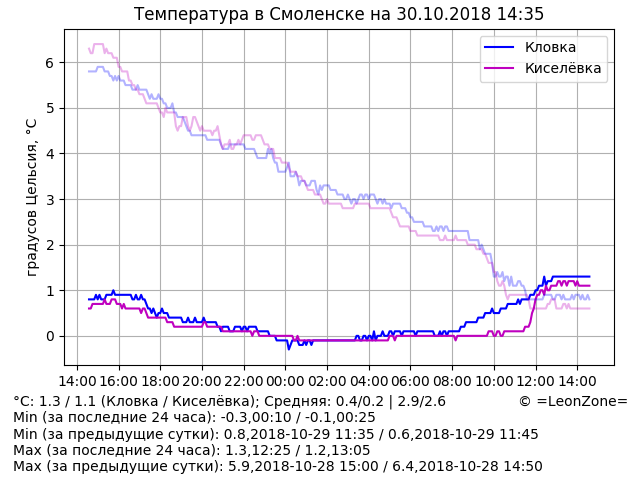 Температура в Смоленске на 30.10.2018 14:35
Кловка
Киселёвка
градусов Цельсия, °C
6
5
4
3
2
1
0
14:00 16:00 18:00 20:00 22:00 00:00 02:00 04:00 06:00 08:00 10:00 12:00 14:00
°C: 1.3 / 1.1 (Кловка / Киселёвка); Средняя: 0.4/0.2 | 2.9/2.6 © =LeonZone=
Min (за последние 24 часа): -0.3,00:10 / -0.1,00:25
Min (за предыдущие сутки): 0.8,2018-10-29 11:35 / 0.6,2018-10-29 11:45
Max (за последние 24 часа): 1.3,12:25 / 1.2,13:05
Max (за предыдущие сутки): 5.9,2018-10-28 15:00 / 6.4,2018-10-28 14:50